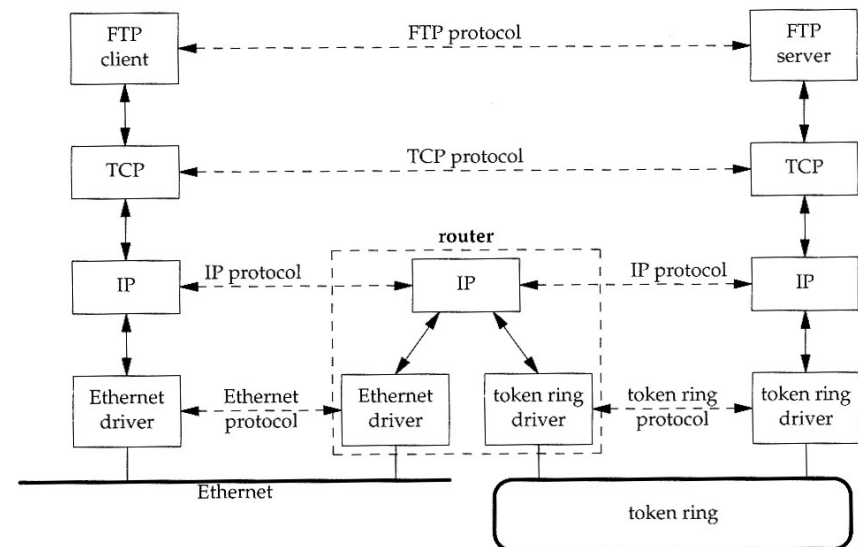 FTP
client
FTP protocol
FTP
server
TCP
TCP protocol
TCP
router
IP
IP protocol
IP
IP protocol
IP
Ethernet
driver
Ethernet
protocol
Ethernet
driver
token ring
driver
token ring
protocol
token ring
driver
Ethernet
token ring